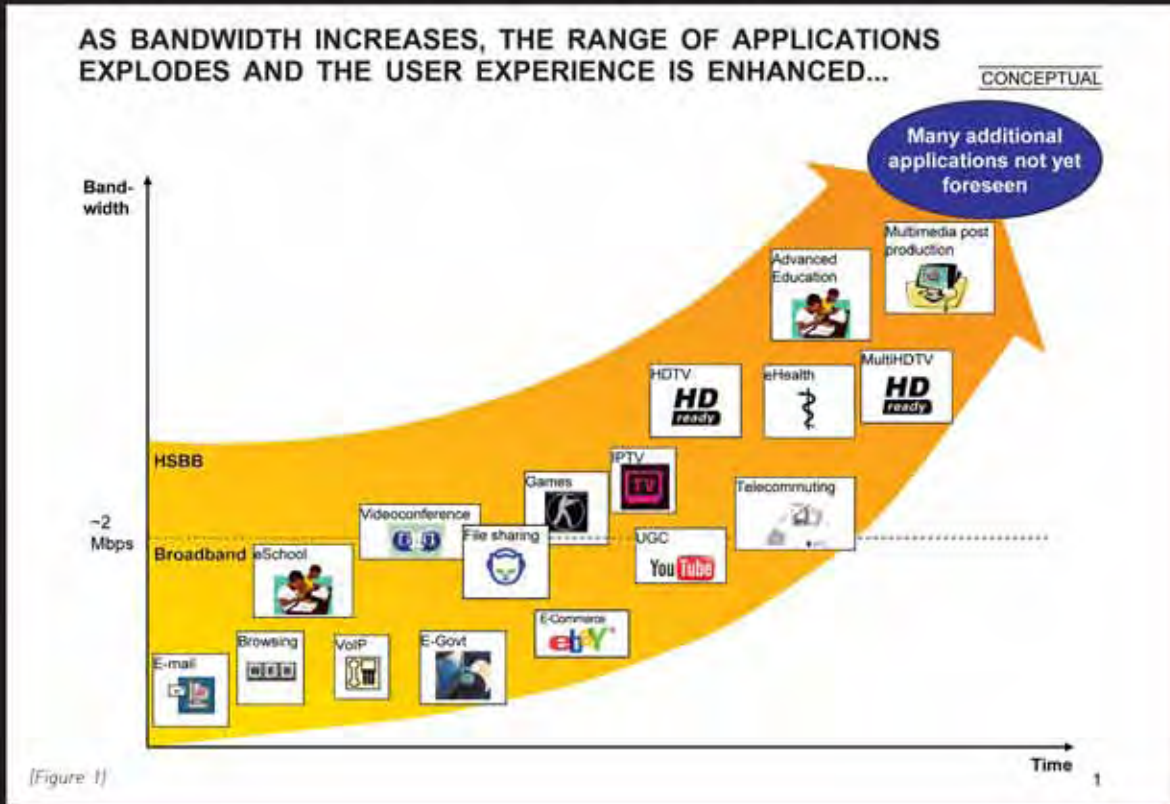 AS BANDWIDTH INCREASES, THE RANGE OF APPLICATIONS
EXPLODES AND THE USER EXPERIENCE IS ENHANCED...
CONCEPTUAL
Many additional
applications not yet
foreseen
Band-
width
Multimedia post
production
Advanced
Education
HDTV
HD
ready
eHealth
MultiHDTV
HD
ready
HSBB
IPTV
TV
Games
Telecommuting
Videoconference
~2
Mbps
File sharing
UGC
YouTube
Broadband
eSchool
E-Commerce
ebaY
E-mail
Browsing
WEB
VoIP
E-Govt
Time
1
(Figure 1)